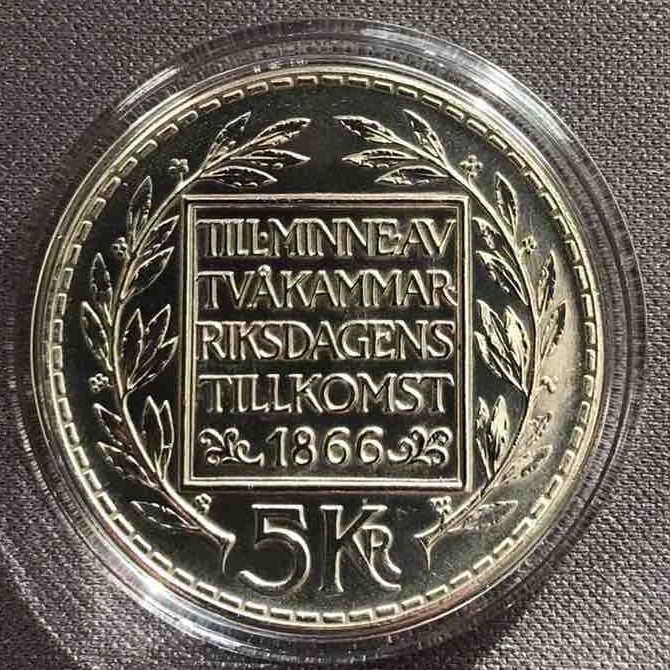 TILL·MINNE·AV
TVÅKAMMAR
RIKSDAGENS
TILLKOMST
1866
5 KR